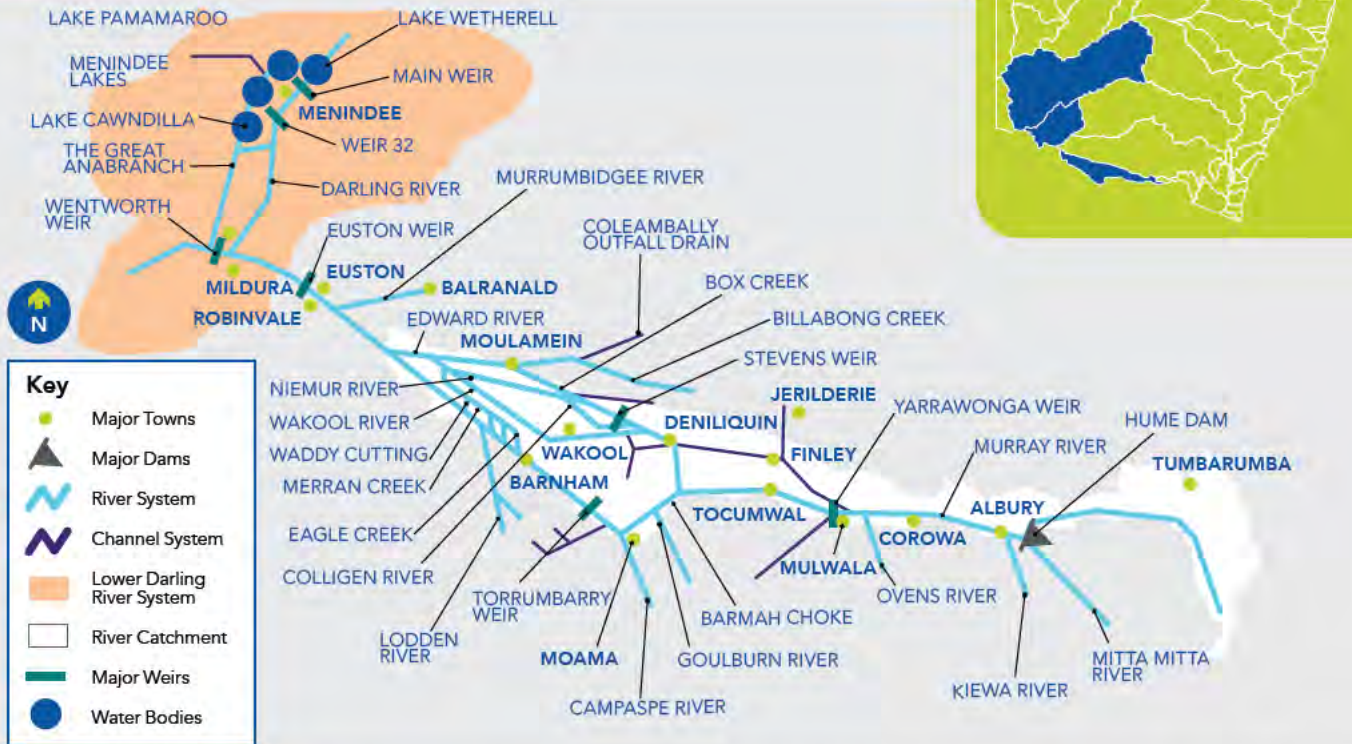 LAKE PAMAMAROO
LAKE WETHERELL
MENINDEE
LAKES
MAIN WEIR
MENINDEE
LAKE CAWNDILLA
WEIR 32
THE GREAT
ANABRANCH
DARLING RIVER
MURRUMBIDGEE RIVER
WENTWORTH
WEIR
EUSTON WEIR
COLEAMBALLY
OUTFALL DRAIN
MILDURA
EUSTON
BALRANALD
BOX CREEK
ROBINVALE
EDWARD RIVER
BILLABONG CREEK
MOULAMEIN
STEVENS WEIR
N
NIEMUR RIVER
JERILDERIE
WAKOOL RIVER
DENILIQUIN
YARRAWONGA WEIR
HUME DAM
WADDY CUTTING
WAKOOL
FINLEY
MURRAY RIVER
TUMBARUMBA
MERRAN CREEK
BARNHAM
TOCUMWAL
ALBURY
EAGLE CREEK
COROWA
COLLIGEN RIVER
MULWALA
TORRUMBARRY
WEIR
OVENS RIVER
LODDEN
RIVER
BARMAH CHOKE
MOAMA
GOULBURN RIVER
MITTA MITTA
RIVER
KIEWA RIVER
CAMPASPE RIVER
Key
Major Towns
Major Dams
River System
Channel System
Lower Darling
River System
River Catchment
Major Weirs
Water Bodies